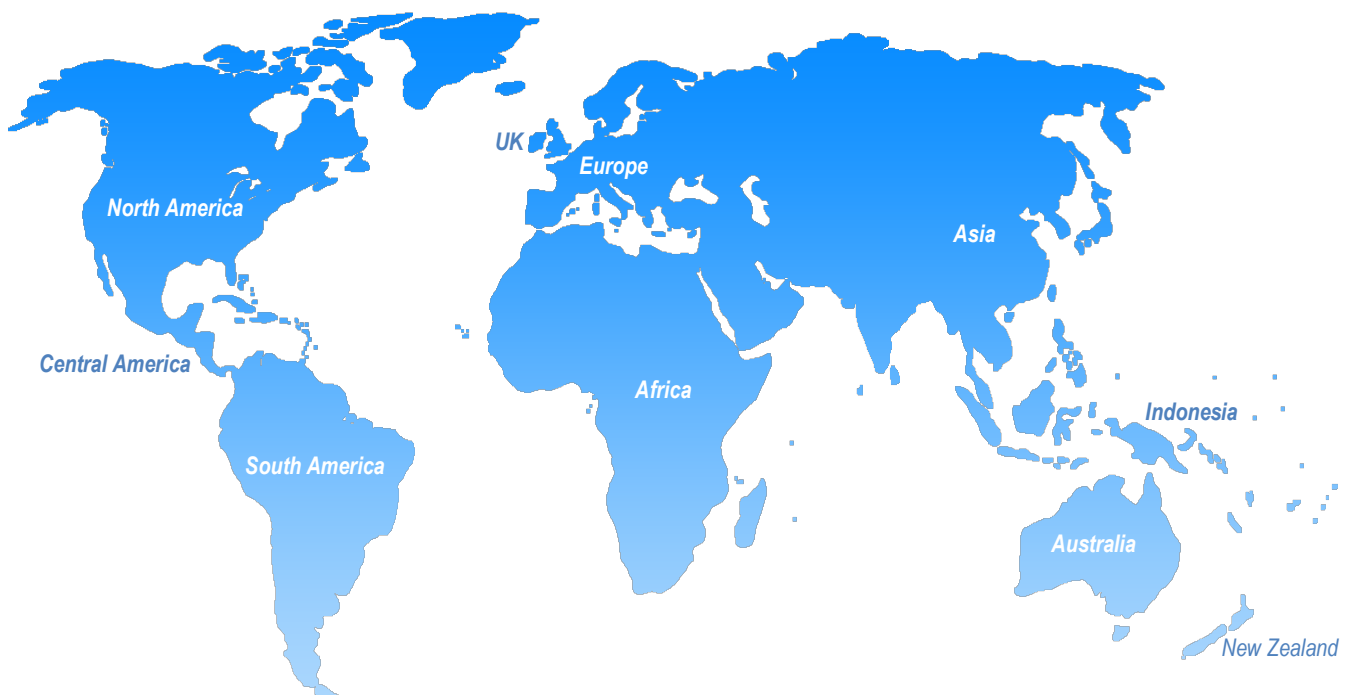 UK
Europe
North America
Asia
Central America
Africa
Indonesia
South America
Australia
New Zealand